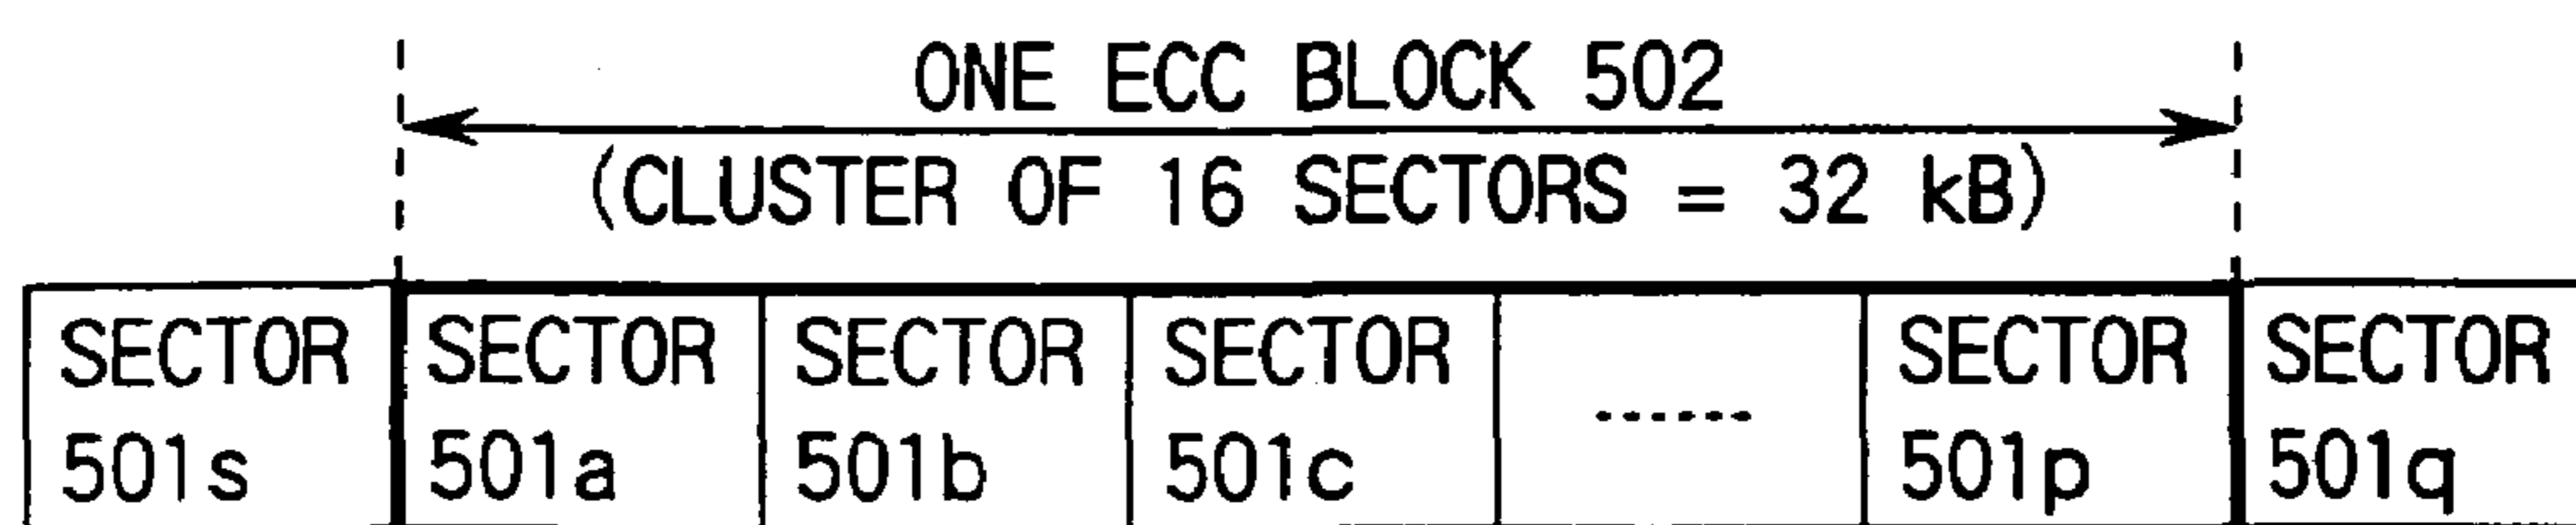 ONE ECC BLOCK 502
(CLUSTER OF 16 SECTORS = 32 kB)
SECTOR SECTOR SECTOR SECTOR ...... SECTOR SECTOR
501s 501a 501b 501c 501p 501q